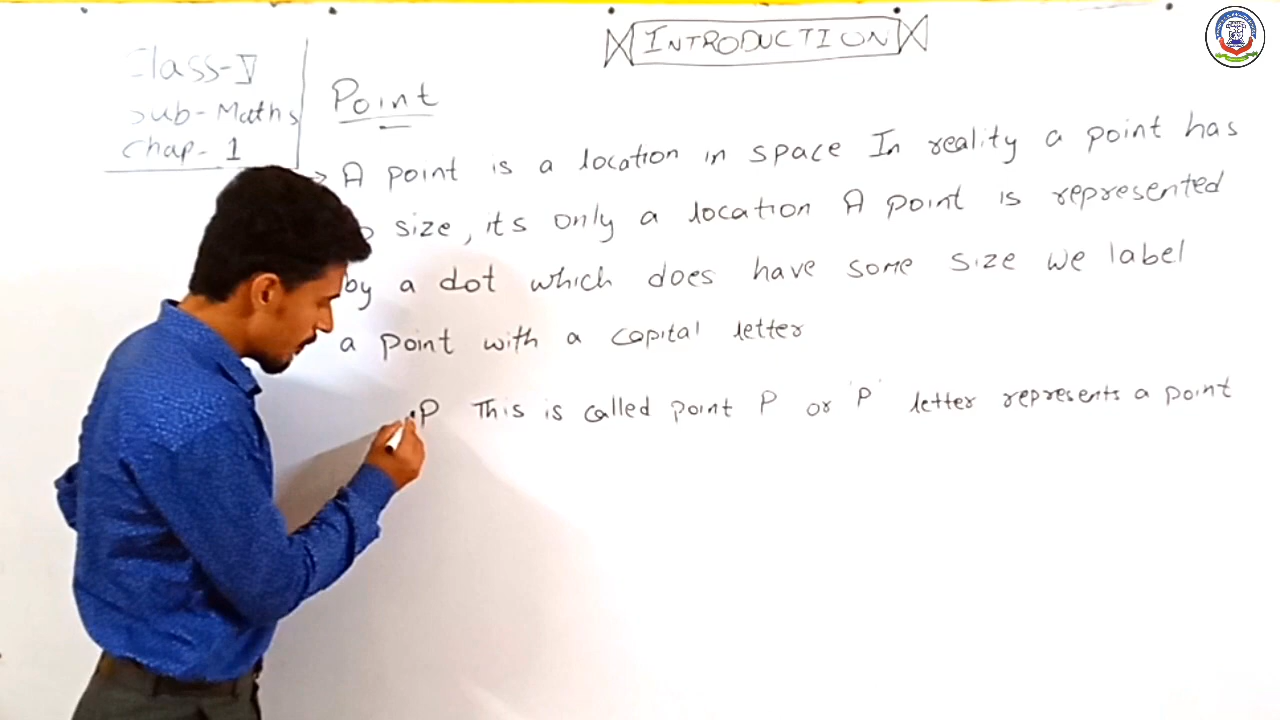 INTRODUCTION
Class-V
Sub-Maths
Chap-1
Point
A point is a location in space In reality a point has
size, its only a location A point is represented
by a dot which does have some size we label
a point with a capital letter
.P This is called point P or 'P' letter represents a point